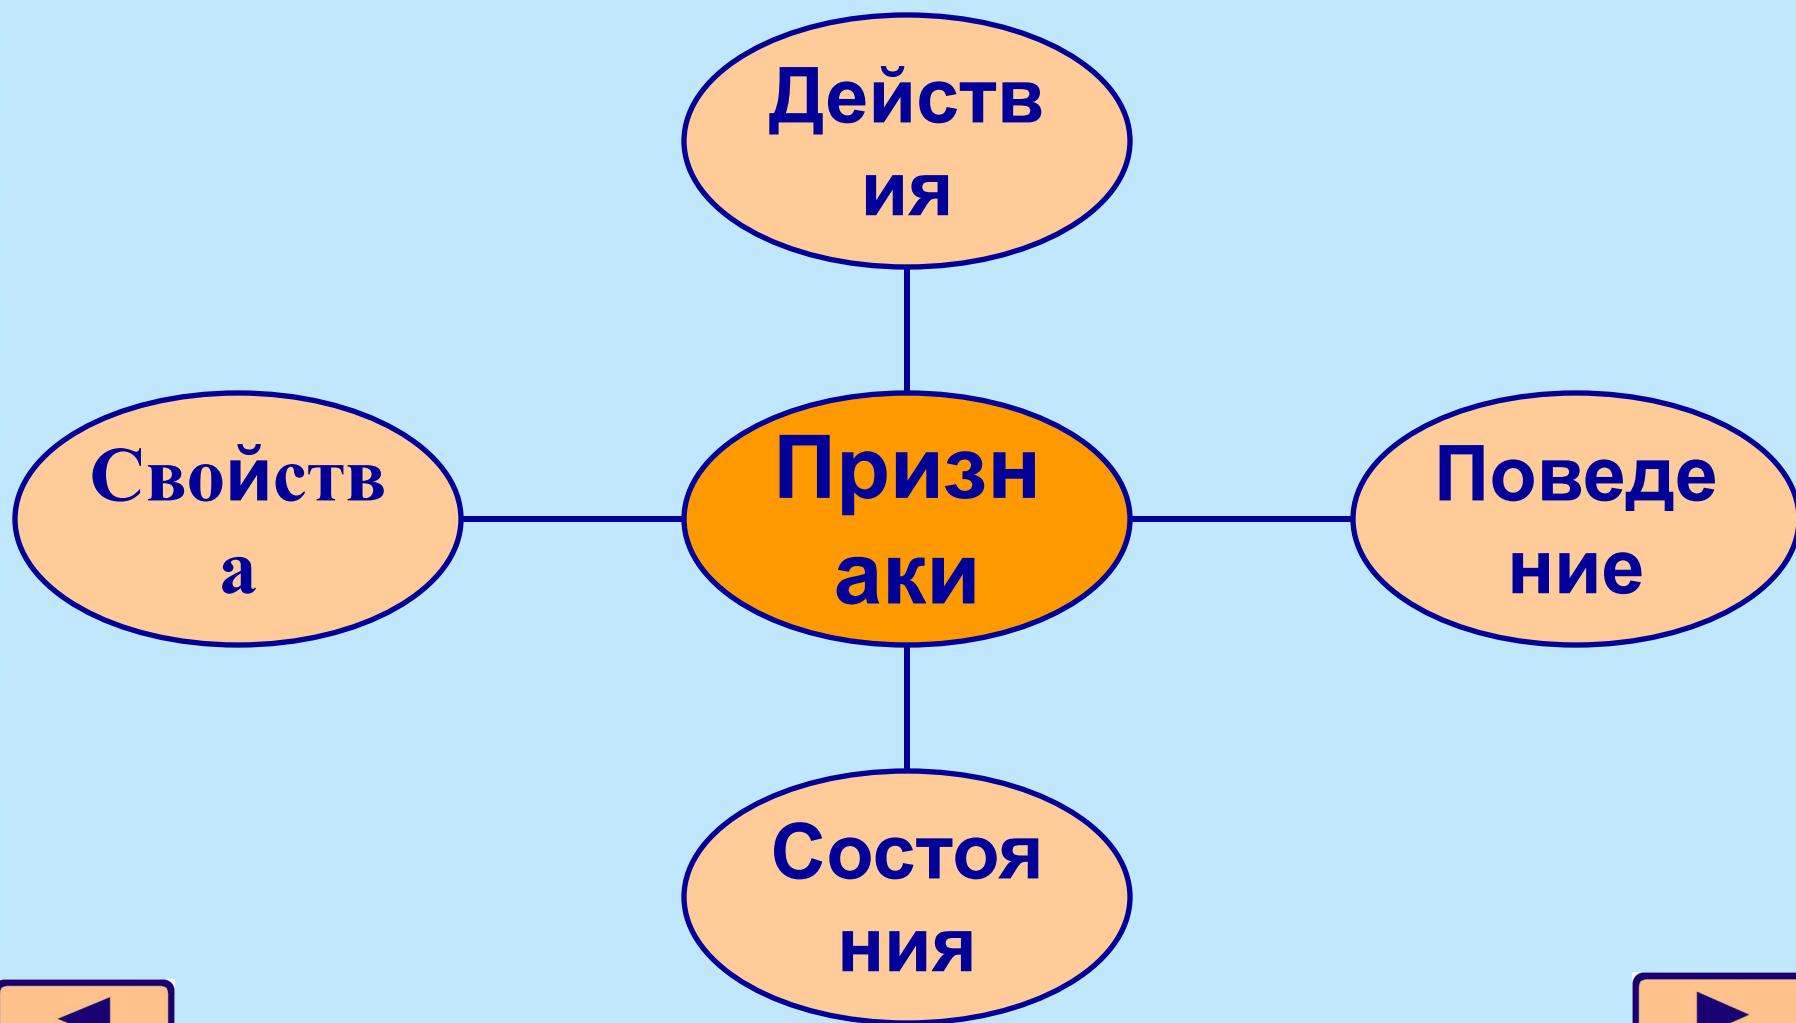 Действ
ия
Свойств
а
Призн
аки
Поведе
ние
Состоя
ния